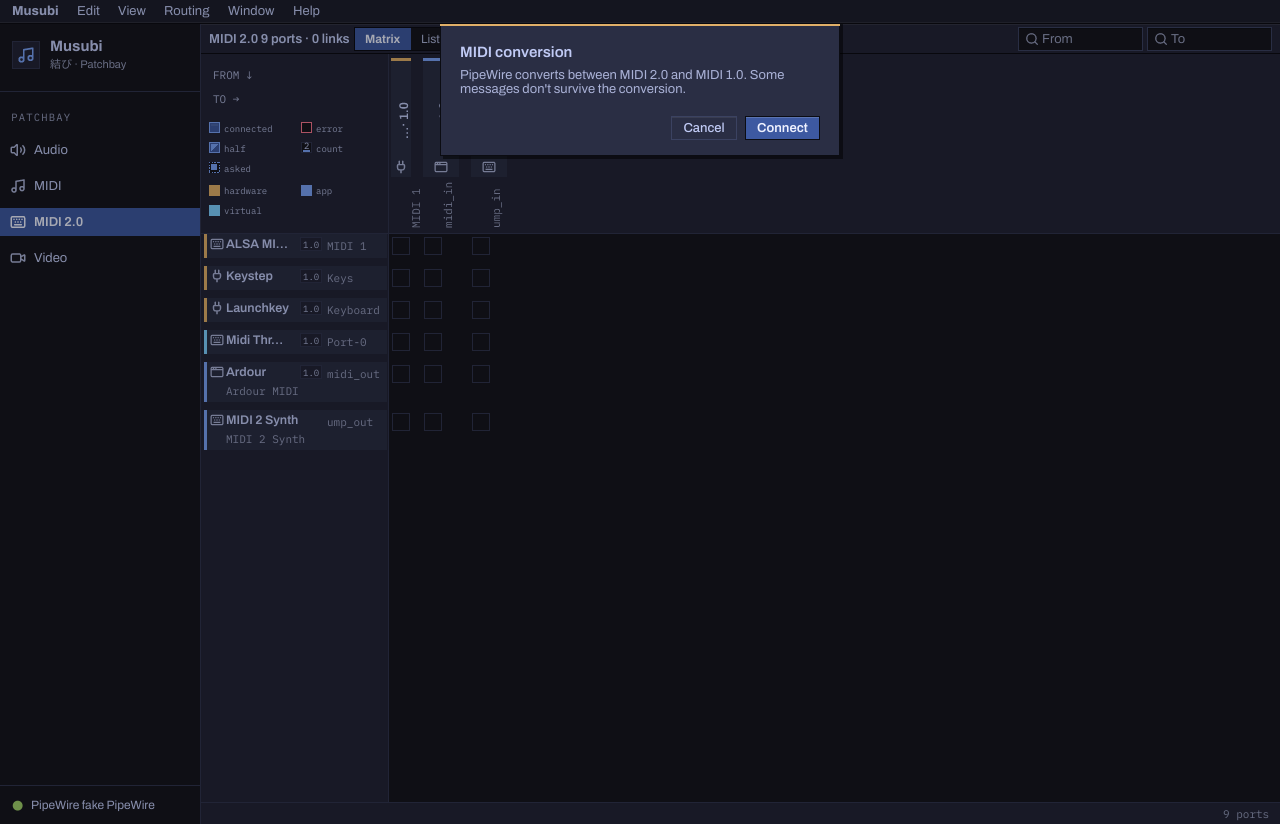 Musubi Edit View Routing Window Help
Musubi
結び · Patchbay
PATCHBAY
Audio
MIDI
MIDI 2.0
Video
PipeWire fake PipeWire
MIDI 2.0 9 ports · 0 links Matrix List
From
To
MIDI conversion
PipeWire converts between MIDI 2.0 and MIDI 1.0. Some
messages don't survive the conversion.
Cancel Connect
FROM ↓
TO →
connected error
half 2 count
asked
hardware app
virtual
…· 1.0
MIDI 1
midi_in
ump_in
ALSA MI… 1.0 MIDI 1
Keystep 1.0 Keys
Launchkey 1.0 Keyboard
Midi Thr… 1.0 Port-0
Ardour 1.0 midi_out
Ardour MIDI
MIDI 2 Synth ump_out
MIDI 2 Synth
9 ports